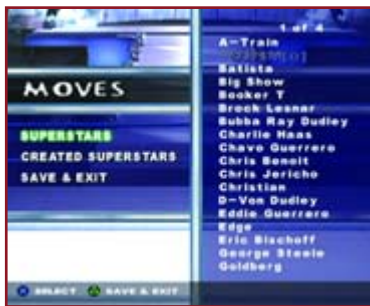 MOVES
SUPERSTARS
CREATED SUPERSTARS
SAVE & EXIT
SELECT SAVE & EXIT
1 of 4
A-Train
Batista
Big Show
Booker T
Brock Lesnar
Bubba Ray Dudley
Charlie Haas
Chavo Guerrero
Chris Benoit
Chris Jericho
Christian
D-Von Dudley
Eddie Guerrero
Edge
Eric Bischoff
George Steele
Goldberg